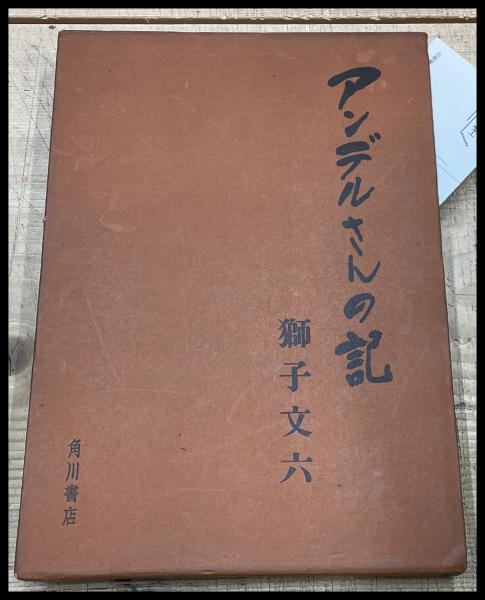 アンデルさんの記
獅子文六
角川書店